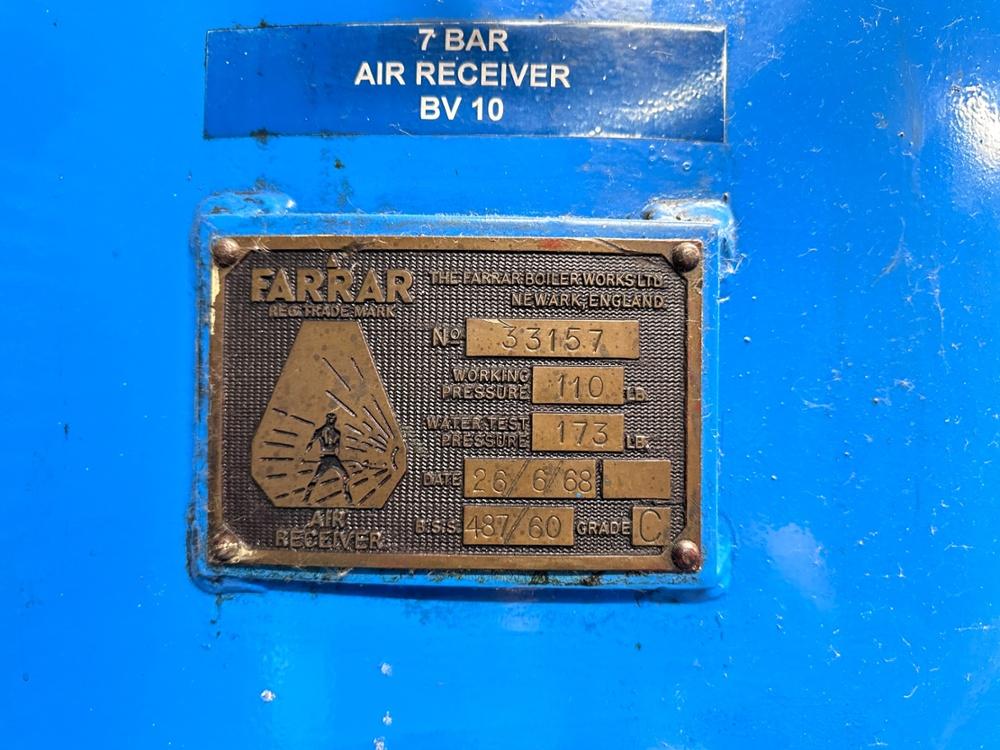 7 BAR
AIR RECEIVER
BV 10
FARRAR
REG. TRADE MARK
THE FARRAR BOILER WORKS LTD
NEWARK, ENGLAND
No 33157
WORKING
PRESSURE 110 LB.
WATER TEST
PRESSURE 173 LB.
DATE 26/6/68
B.S.S. 487/60 GRADE C
AIR
RECEIVER